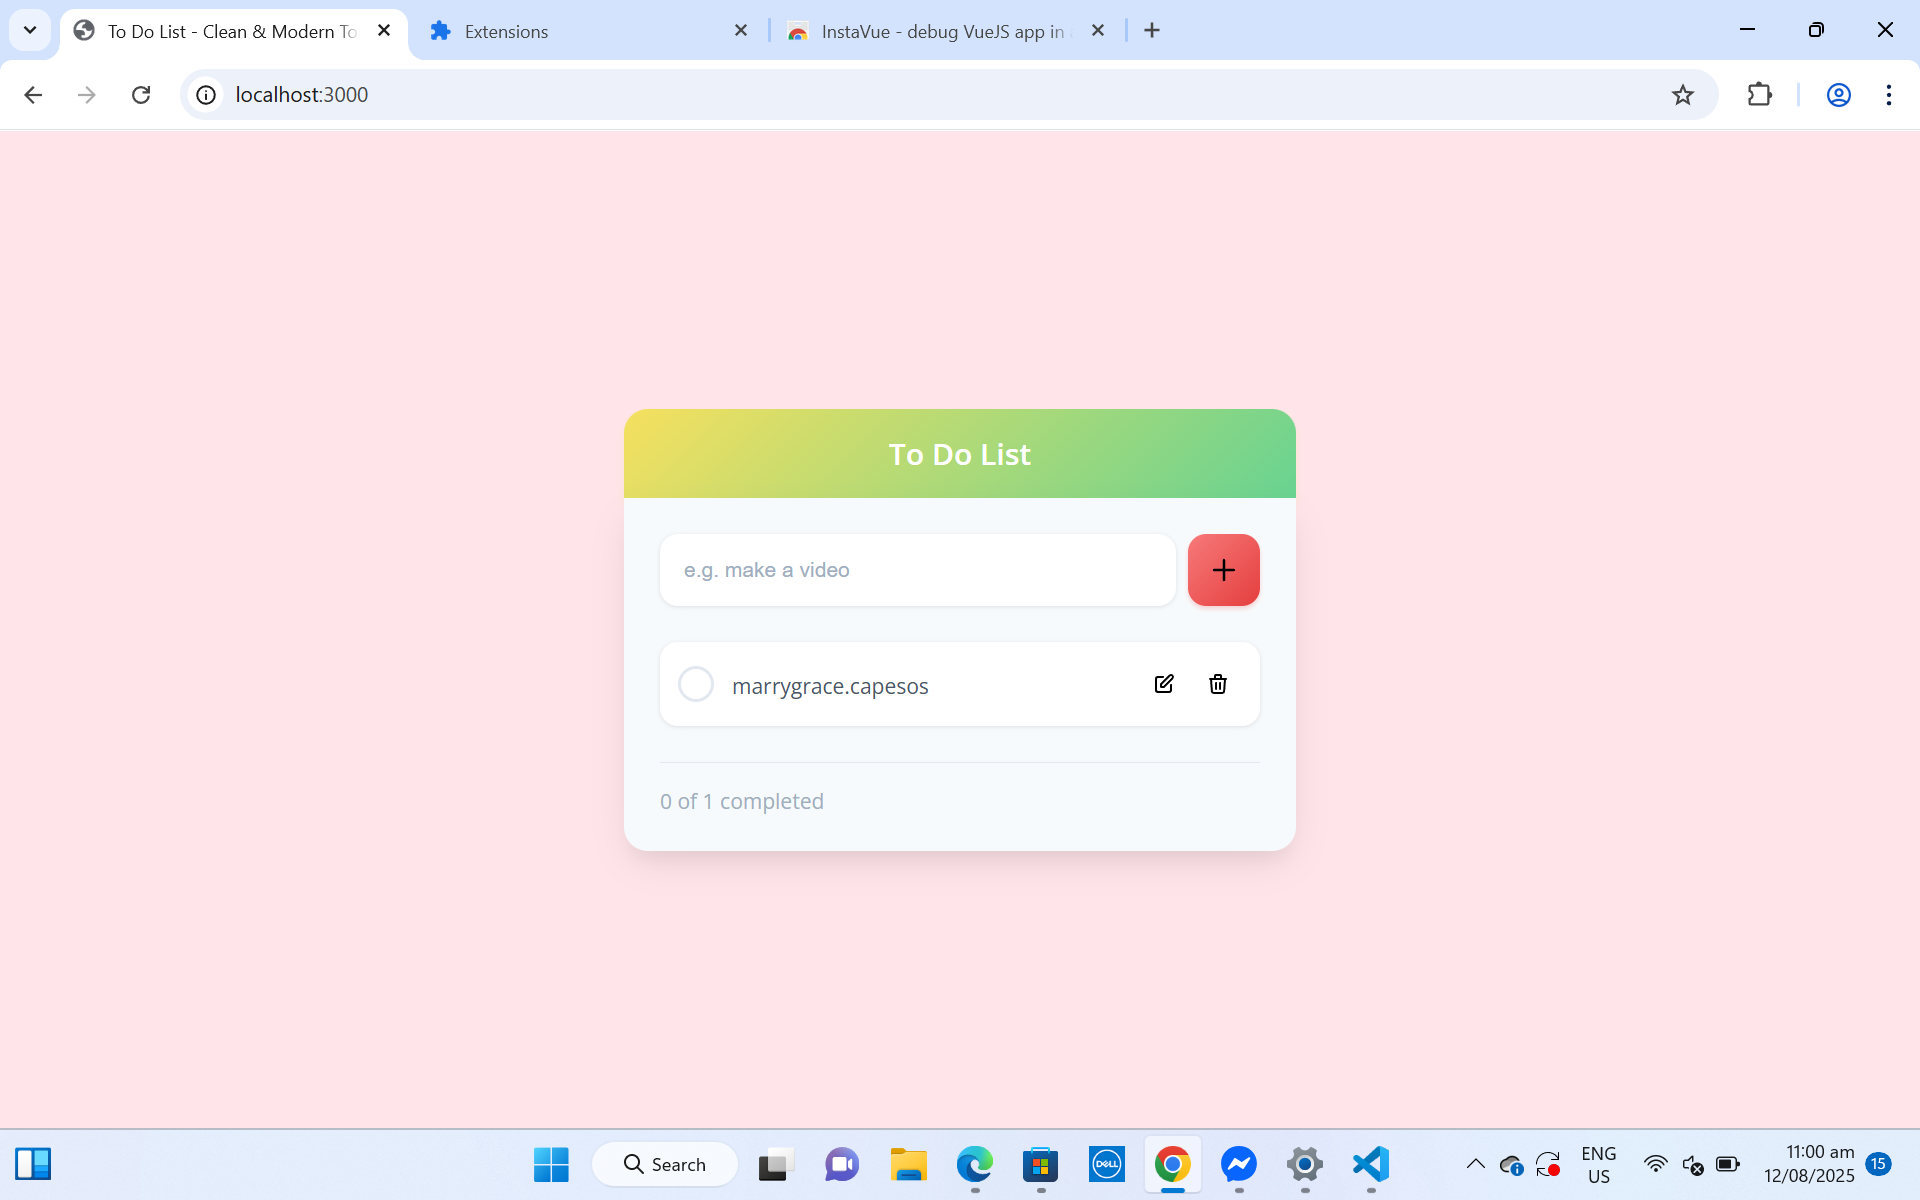 To Do List - Clean & Modern To
Extensions
InstaVue - debug VueJS app in
localhost:3000
To Do List
e.g. make a video
marrygrace.capesos
0 of 1 completed
Search
DELL
ENG
US
11:00 am
12/08/2025
15